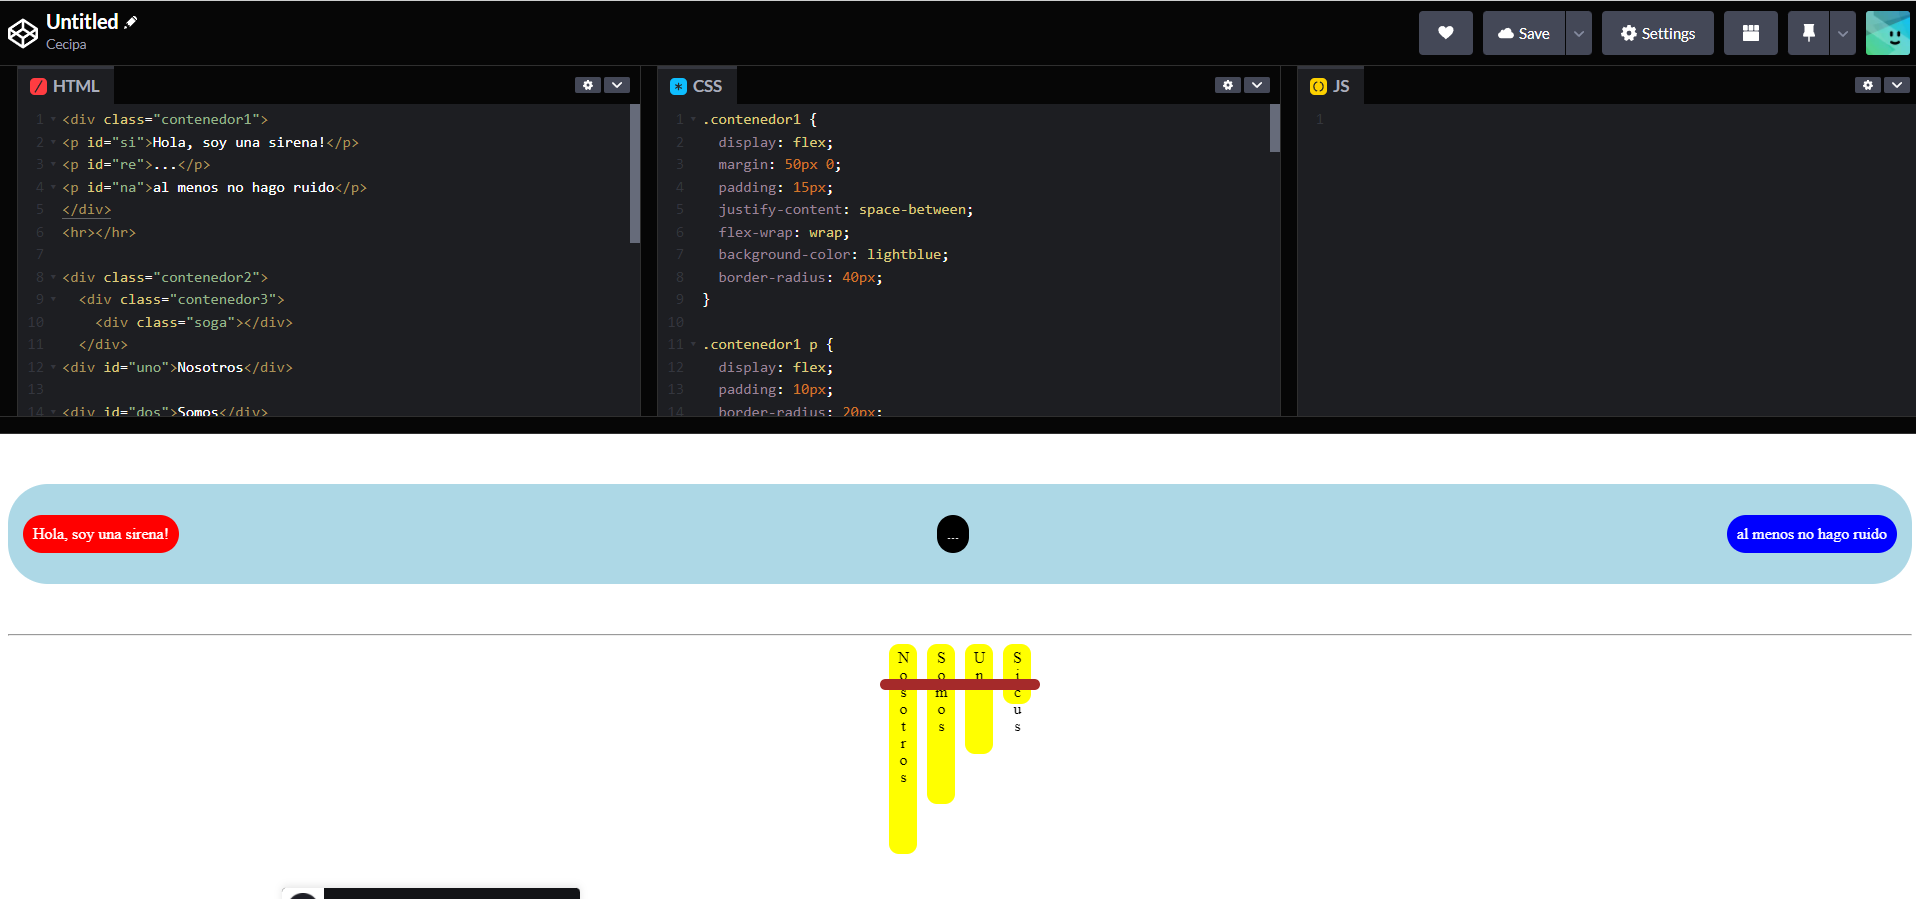 Untitled
Cecipa
Save
Settings
HTML
1 <div class="contenedor1">
2 <p id="si">Hola, soy una sirena!</p>
3 <p id="re">...</p>
4 <p id="na">al menos no hago ruido</p>
5 </div>
6 <hr></hr>
7
8 <div class="contenedor2">
9 <div class="contenedor3">
10 <div class="soga"></div>
11 </div>
12 <div id="uno">Nosotros</div>
13
14 <div id="dos">Somos</div>
CSS
1 .contenedor1 {
2 display: flex;
3 margin: 50px 0;
4 padding: 15px;
5 justify-content: space-between;
6 flex-wrap: wrap;
7 background-color: lightblue;
8 border-radius: 40px;
9 }
10
11 .contenedor1 p {
12 display: flex;
13 padding: 10px;
14 border-radius: 20px;
JS
1
Hola, soy una sirena!
...
al menos no hago ruido
Nosotros
Somos
Un
Sicus